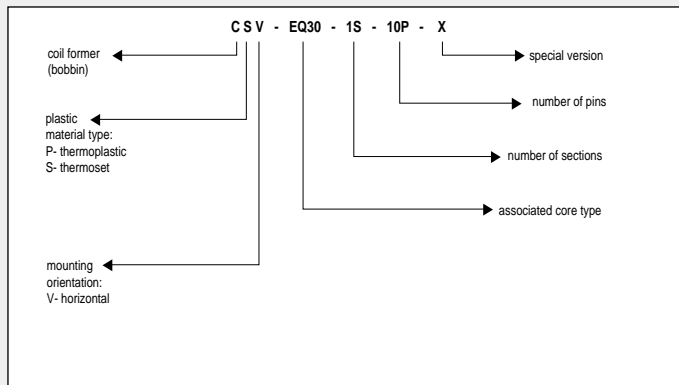 C S V - EQ30 - 1S - 10P - X
coil former
(bobbin)
special version
number of pins
plastic
material type:
P- thermoplastic
S- thermoset
number of sections
associated core type
mounting
orientation:
V- horizontal